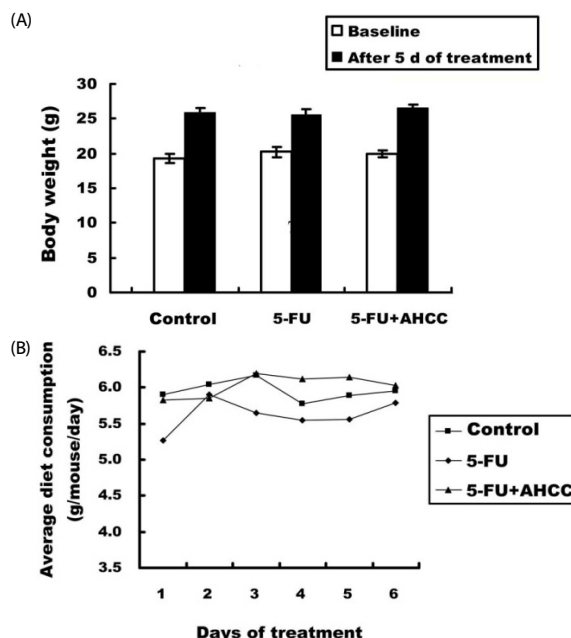 (A)
Baseline
After 5 d of treatment
Body weight (g)
30
25
20
15
10
5
0
Control 5-FU 5-FU+AHCC
(B)
Average diet consumption
(g/mouse/day)
6.5
6.0
5.5
5.0
4.5
4.0
3.5
1 2 3 4 5 6
Days of treatment
Control
5-FU
5-FU+AHCC